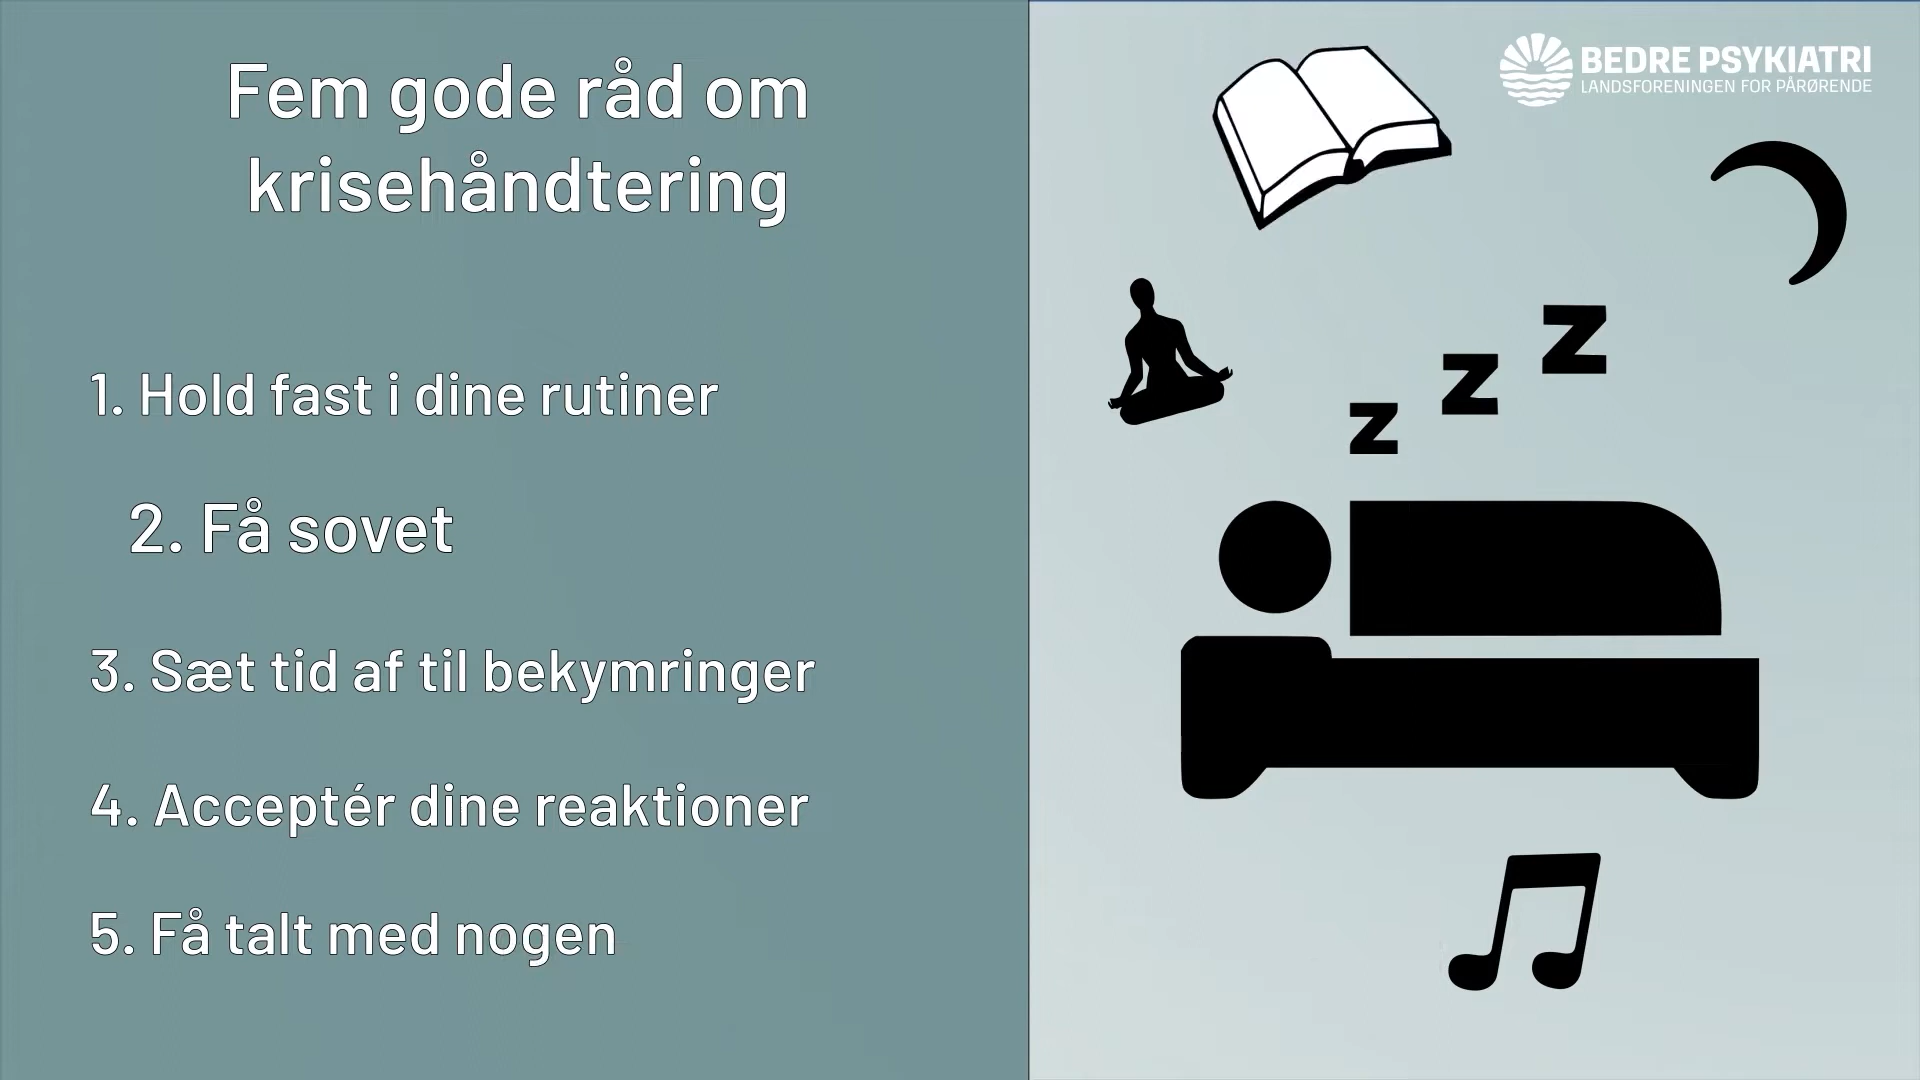 Fem gode råd om
krisehåndtering
1. Hold fast i dine rutiner
2. Få sovet
3. Sæt tid af til bekymringer
4. Acceptér dine reaktioner
5. Få talt med nogen
BEDRE PSYKIATRI
LANDSFORENINGEN FOR PÅRØRENDE
z z z